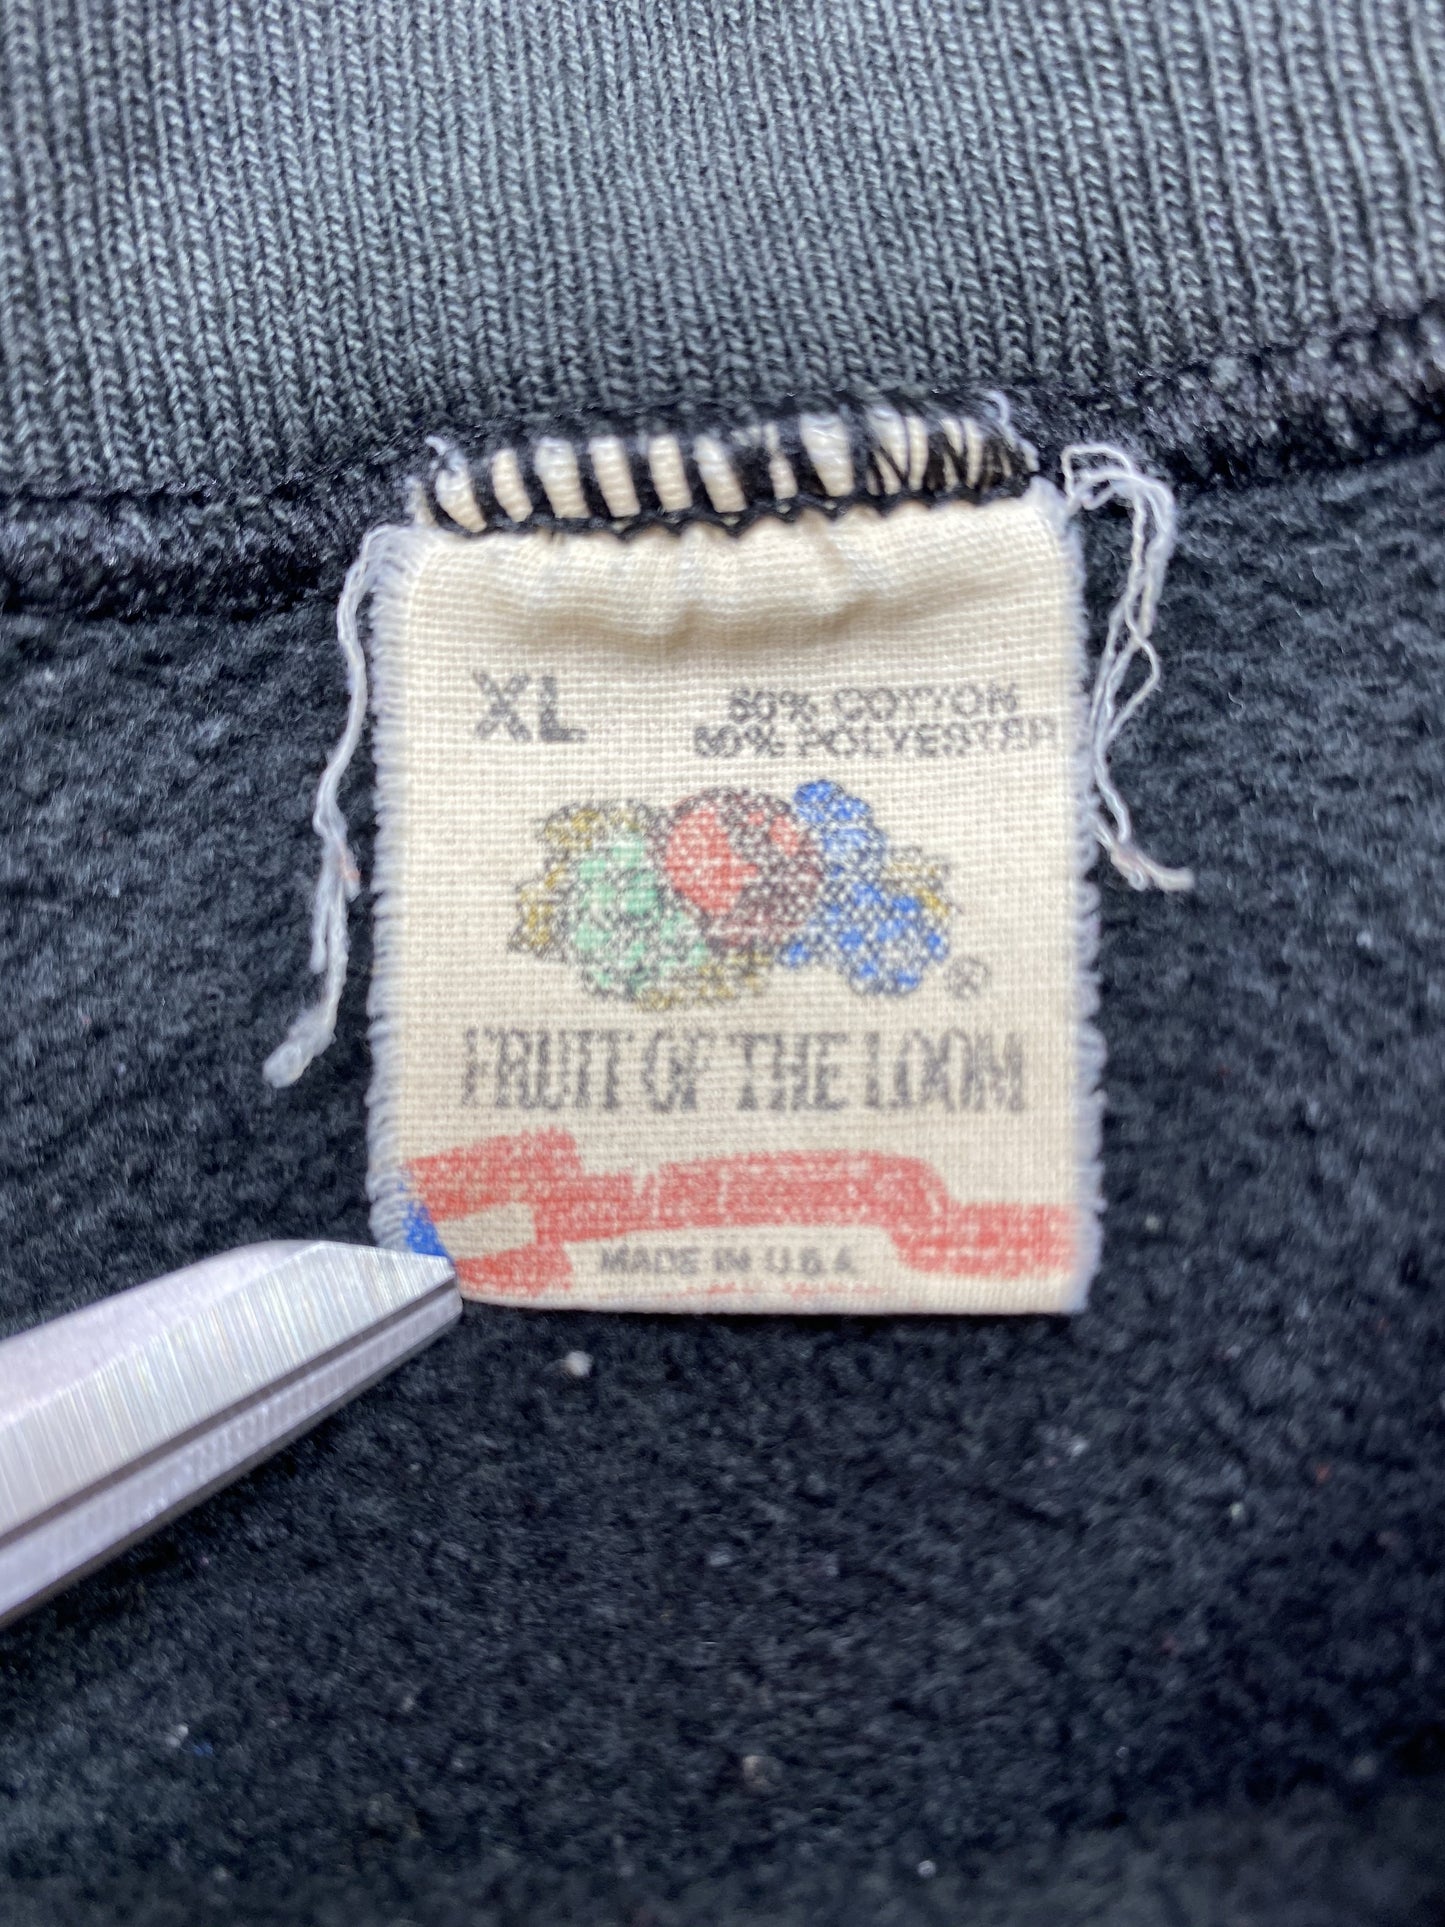 XL
50% COTTON
50% POLYESTER
®
FRUIT OF THE LOOM
MADE IN U.S.A.